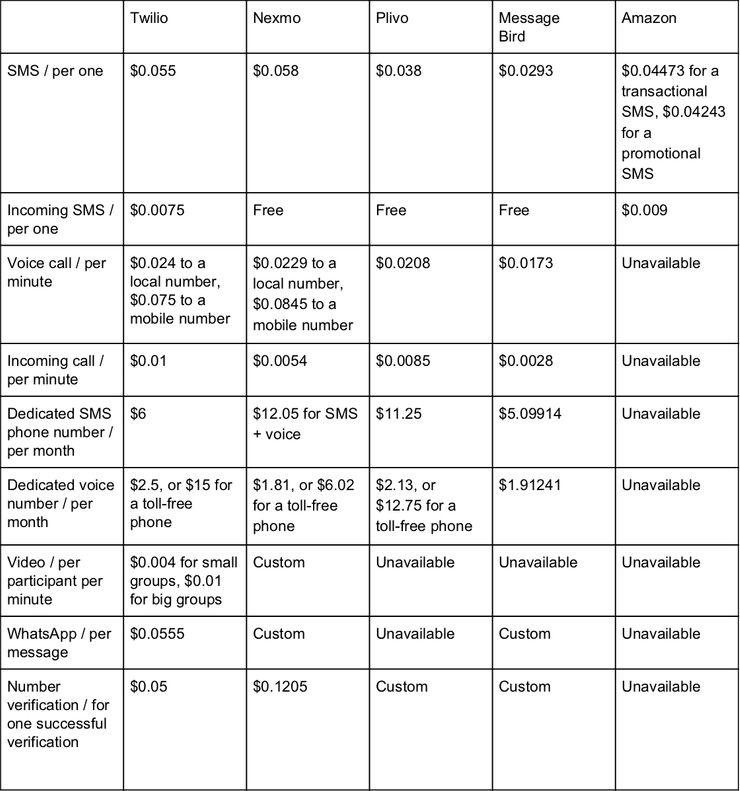 Twilio
Nexmo
Plivo
Message
Bird
Amazon
SMS / per one
$0.055
$0.058
$0.038
$0.0293
$0.04473 for a
transactional
SMS, $0.04243
for a
promotional
SMS
Incoming SMS /
per one
$0.0075
Free
Free
Free
$0.009
Voice call / per
minute
$0.024 to a
local number,
$0.075 to a
mobile number
$0.0229 to a
local number,
$0.0845 to a
mobile number
$0.0208
$0.0173
Unavailable
Incoming call /
per minute
$0.01
$0.0054
$0.0085
$0.0028
Unavailable
Dedicated SMS
phone number /
per month
$6
$12.05 for SMS
+ voice
$11.25
$5.09914
Unavailable
Dedicated voice
number / per
month
$2.5, or $15 for
a toll-free
phone
$1.81, or $6.02
for a toll-free
phone
$2.13, or
$12.75 for a
toll-free phone
$1.91241
Unavailable
Video / per
participant per
minute
$0.004 for small
groups, $0.01
for big groups
Custom
Unavailable
Unavailable
Unavailable
WhatsApp / per
message
$0.0555
Custom
Unavailable
Custom
Unavailable
Number
verification / for
one successful
verification
$0.05
$0.1205
Custom
Custom
Unavailable